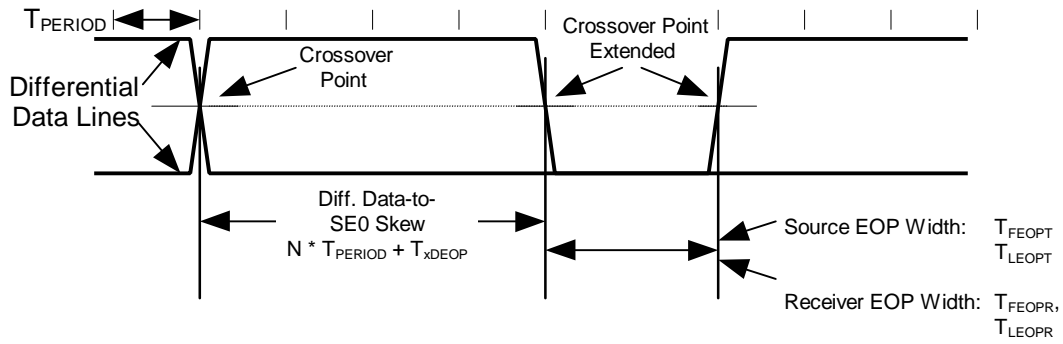 TPERIOD
Differential
Data Lines
Crossover
Point
Crossover Point
Extended
Diff. Data-to-
SE0 Skew
N * TPERIOD + TxDEOP
Source EOP Width: TFEOPT
TLEOPT
Receiver EOP Width: TFEOPR,
TLEOPR